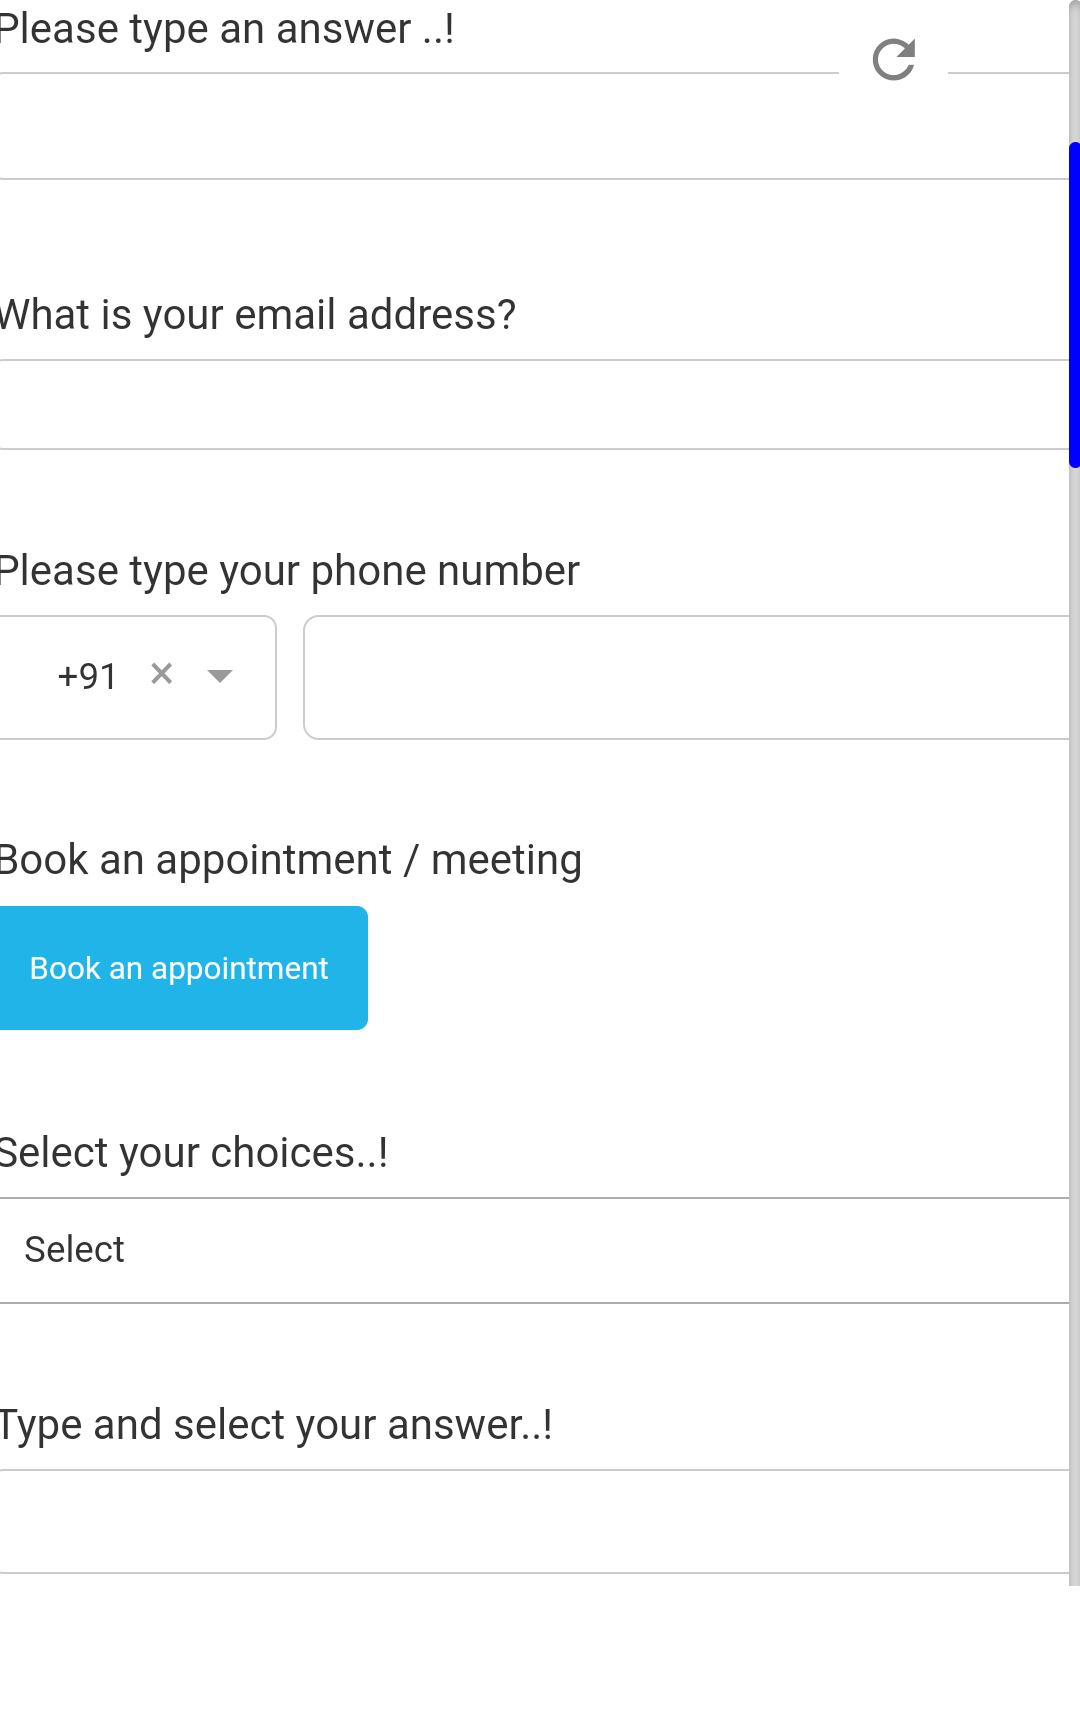 Please type an answer ..!
What is your email address?
Please type your phone number
+91 ×
Book an appointment / meeting
Book an appointment
Select your choices..!
Select
Type and select your answer..!